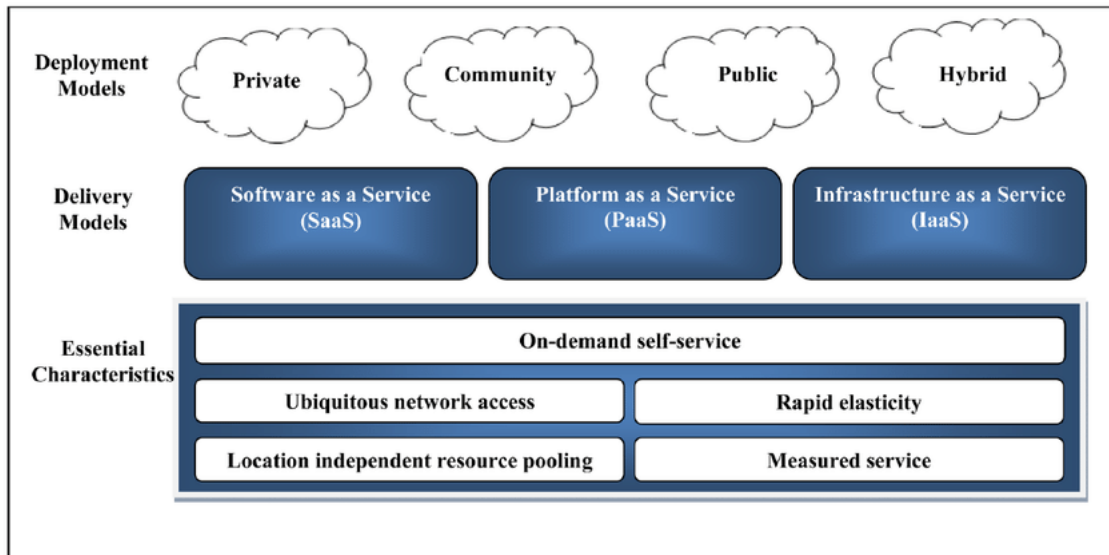 Deployment
Models
Private
Community
Public
Hybrid
Delivery
Models
Software as a Service
(SaaS)
Platform as a Service
(PaaS)
Infrastructure as a Service
(IaaS)
Essential
Characteristics
On-demand self-service
Ubiquitous network access
Rapid elasticity
Location independent resource pooling
Measured service